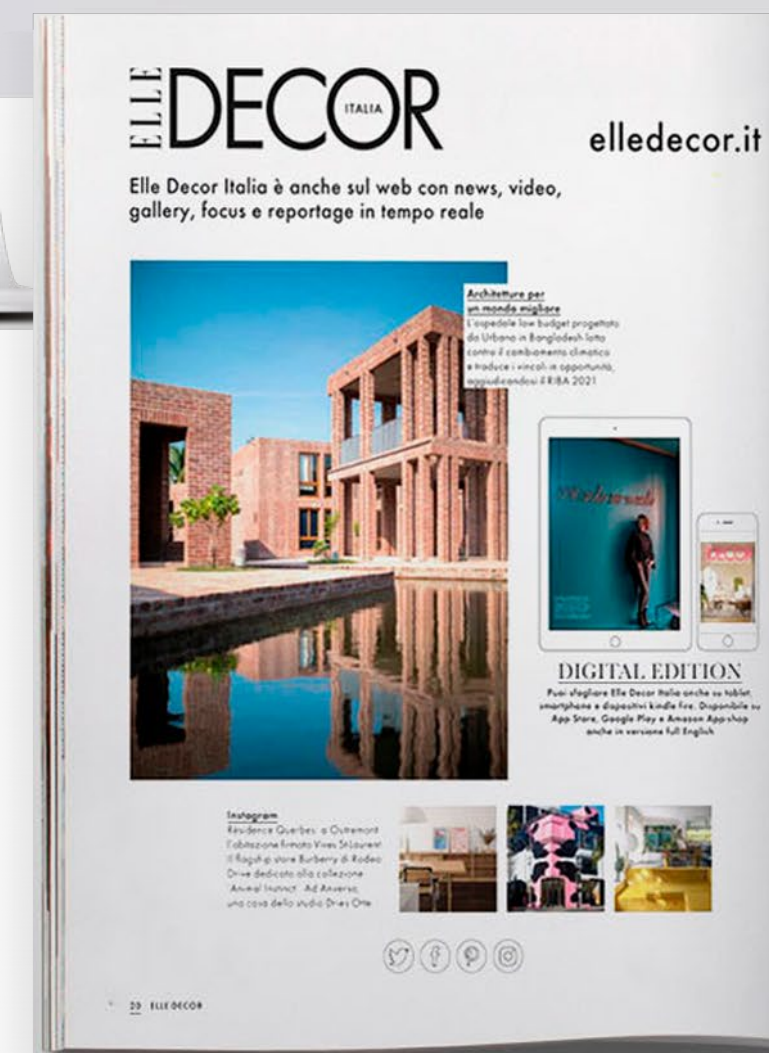 ELLE DECOR ITALIA
elledecor.it
Elle Decor Italia è anche sul web con news, video,
gallery, focus e reportage in tempo reale
Architetture per
un mondo migliore
L'ospedale low budget progettato
da Urbana in Bangladesh lotta
contro il cambiamento climatico
e traduce i vincoli in opportunità,
aggiudicandosi il RIBA 2021
DECOR
DIGITAL EDITION
Puoi sfogliare Elle Decor Italia anche su tablet,
smartphone e dispositivi kindle fire. Disponibile su
App Store, Google Play e Amazon App-shop
anche in versione full English
Instagram
Résidence Querbes a Outremont
l'abitazione firmata Vives St-Laurent
Il flagship store Burberry di Rodeo
Drive dedicato alla collezione
Animal Instinct Ad Anversa,
una casa dello studio Dries Otte
20 ELLE DECOR